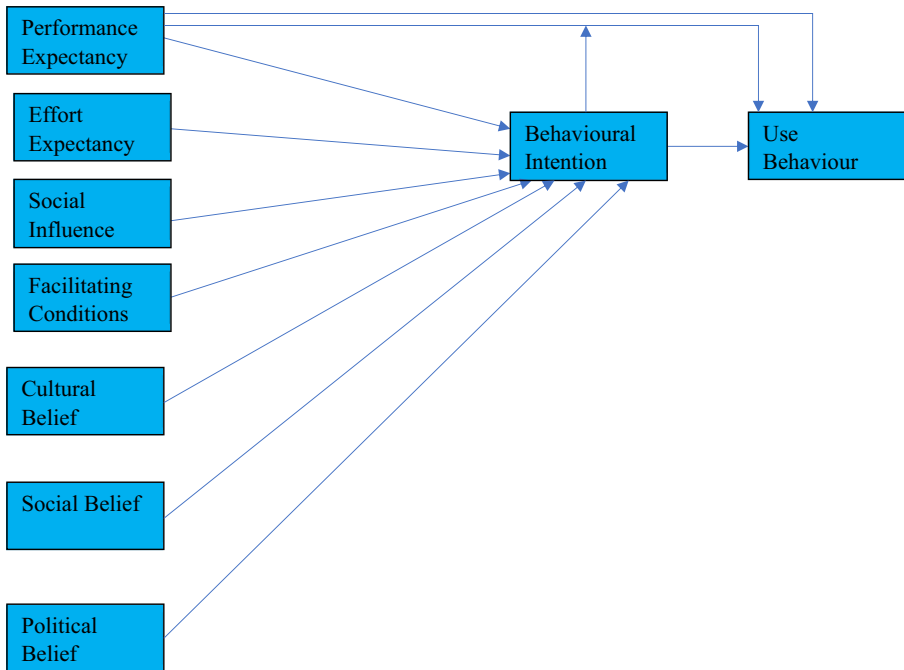 Performance
Expectancy
Effort
Expectancy
Social
Influence
Facilitating
Conditions
Cultural
Belief
Social Belief
Political
Belief
Behavioural
Intention
Use
Behaviour